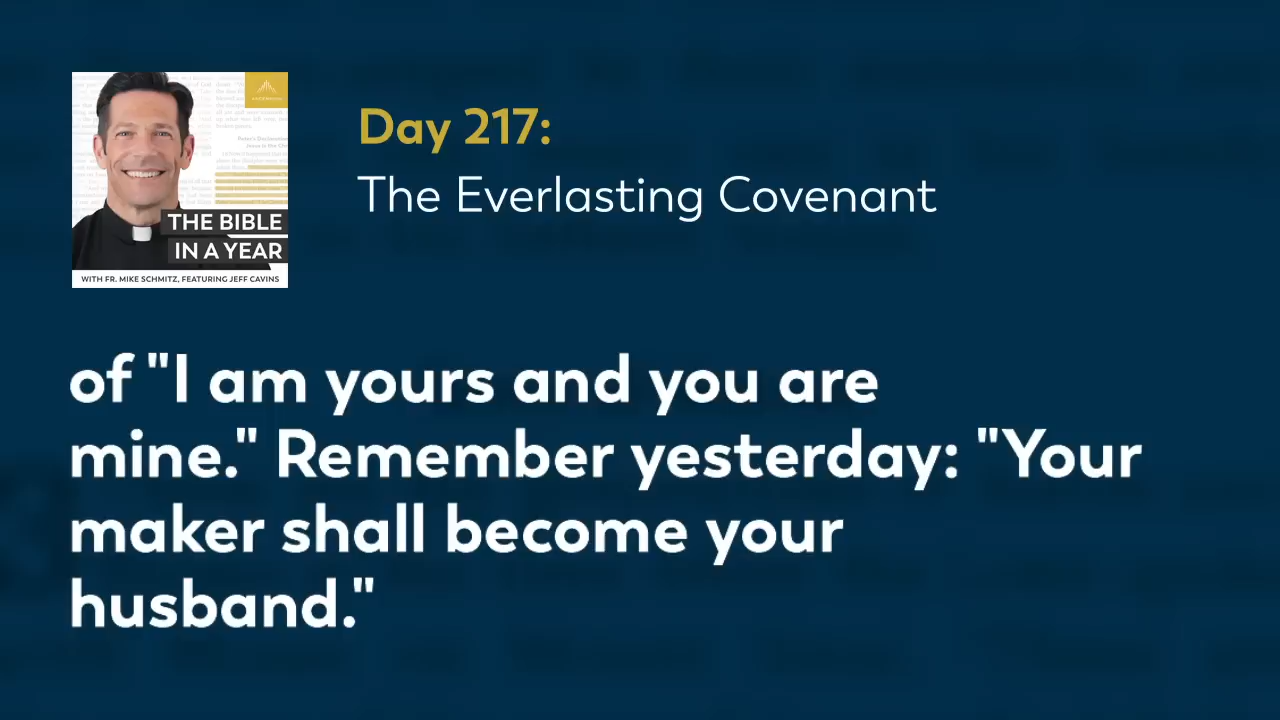 THE BIBLE
IN A YEAR
WITH FR. MIKE SCHMITZ, FEATURING JEFF CAVINS
Day 217:
The Everlasting Covenant
of "I am yours and you are
mine." Remember yesterday: "Your
maker shall become your
husband."